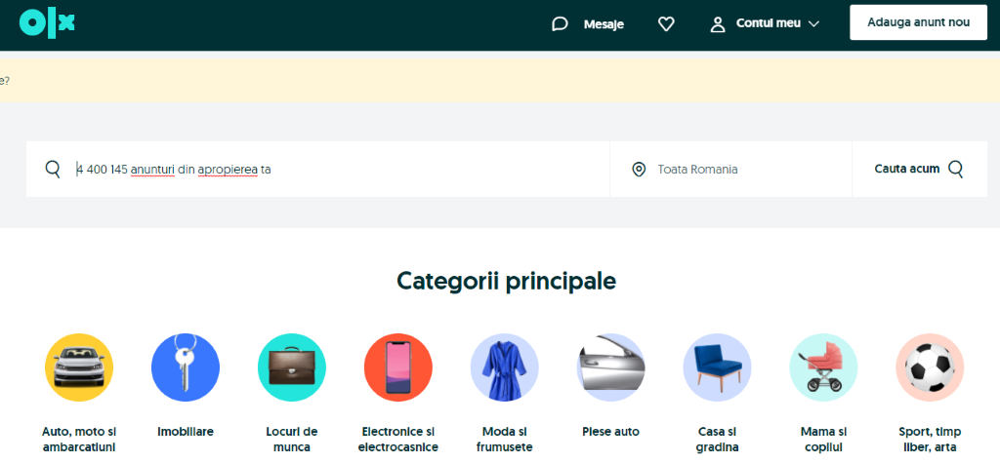 olx
Mesaje
Contul meu
Adauga anunt nou
e?
4 400 145 anunturi din apropierea ta
Toata Romania
Cauta acum
Categorii principale
Auto, moto si
ambarcatiuni
Imobiliare
Locuri de
munca
Electronice si
electrocasnice
Moda si
frumusete
Piese auto
Casa si
gradina
Mama si
copilul
Sport, timp
liber, arta